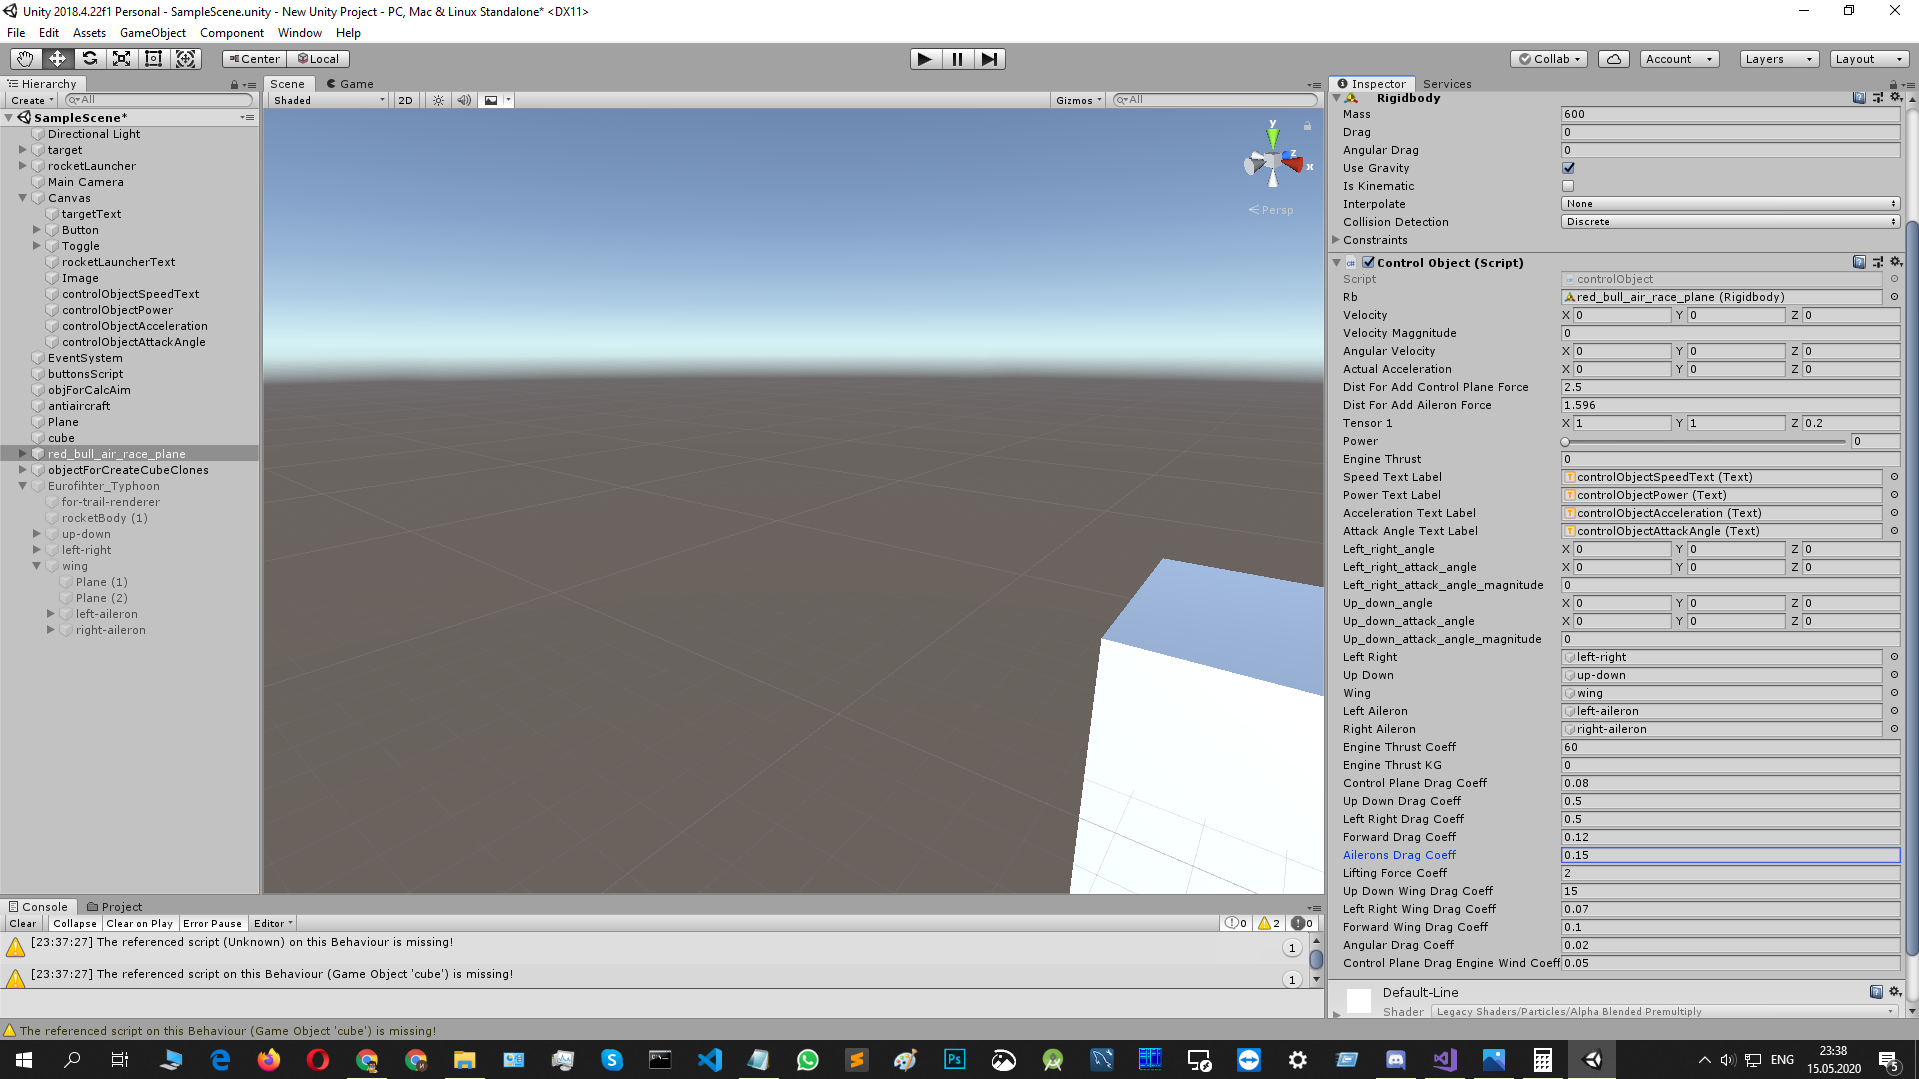 Unity 2018.4.22f1 Personal - SampleScene.unity - New Unity Project - PC, Mac & Linux Standalone* <DX11>
File Edit Assets GameObject Component Window Help
Center Local Collab Account Layers Layout
Hierarchy
Create All
SampleScene*
Directional Light
target
rocketLauncher
Main Camera
Canvas
targetText
Button
Toggle
rocketLauncherText
Image
controlObjectSpeedText
controlObjectPower
controlObjectAcceleration
controlObjectAttackAngle
EventSystem
buttonsScript
objForCalcAim
antiaircraft
Plane
cube
red_bull_air_race_plane
objectForCreateCubeClones
Eurofihter_Typhoon
for-trail-renderer
rocketBody (1)
up-down
left-right
wing
Plane (1)
Plane (2)
left-aileron
right-aileron
Scene Game
Shaded 2D Gizmos All
y
z
x
Persp
Inspector Services
Rigidbody
Mass 600
Drag 0
Angular Drag 0
Use Gravity
Is Kinematic
Interpolate None
Collision Detection Discrete
Constraints
Control Object (Script)
Script controlObject
Rb red_bull_air_race_plane (Rigidbody)
Velocity X 0 Y 0 Z 0
Velocity Maggnitude 0
Angular Velocity X 0 Y 0 Z 0
Actual Acceleration X 0 Y 0 Z 0
Dist For Add Control Plane Force 2.5
Dist For Add Aileron Force 1.596
Tensor 1 X 1 Y 1 Z 0.2
Power 0
Engine Thrust 0
Speed Text Label controlObjectSpeedText (Text)
Power Text Label controlObjectPower (Text)
Acceleration Text Label controlObjectAcceleration (Text)
Attack Angle Text Label controlObjectAttackAngle (Text)
Left_right_angle X 0 Y 0 Z 0
Left_right_attack_angle X 0 Y 0 Z 0
Left_right_attack_angle_magnitude 0
Up_down_angle X 0 Y 0 Z 0
Up_down_attack_angle X 0 Y 0 Z 0
Up_down_attack_angle_magnitude 0
Left Right left-right
Up Down up-down
Wing wing
Left Aileron left-aileron
Right Aileron right-aileron
Engine Thrust Coeff 60
Engine Thrust KG 0
Control Plane Drag Coeff 0.08
Up Down Drag Coeff 0.5
Left Right Drag Coeff 0.5
Forward Drag Coeff 0.12
Ailerons Drag Coeff 0.15
Lifting Force Coeff 2
Up Down Wing Drag Coeff 15
Left Right Wing Drag Coeff 0.07
Forward Wing Drag Coeff 0.1
Angular Drag Coeff 0.02
Control Plane Drag Engine Wind Coeff 0.05
Default-Line
Shader Legacy Shaders/Particles/Alpha Blended Premultiply
Console Project
Clear Collapse Clear on Play Error Pause Editor 0 2 0
[23:37:27] The referenced script (Unknown) on this Behaviour is missing! 1
[23:37:27] The referenced script on this Behaviour (Game Object 'cube') is missing! 1
The referenced script on this Behaviour (Game Object 'cube') is missing!
ENG 23:38
15.05.2020 5